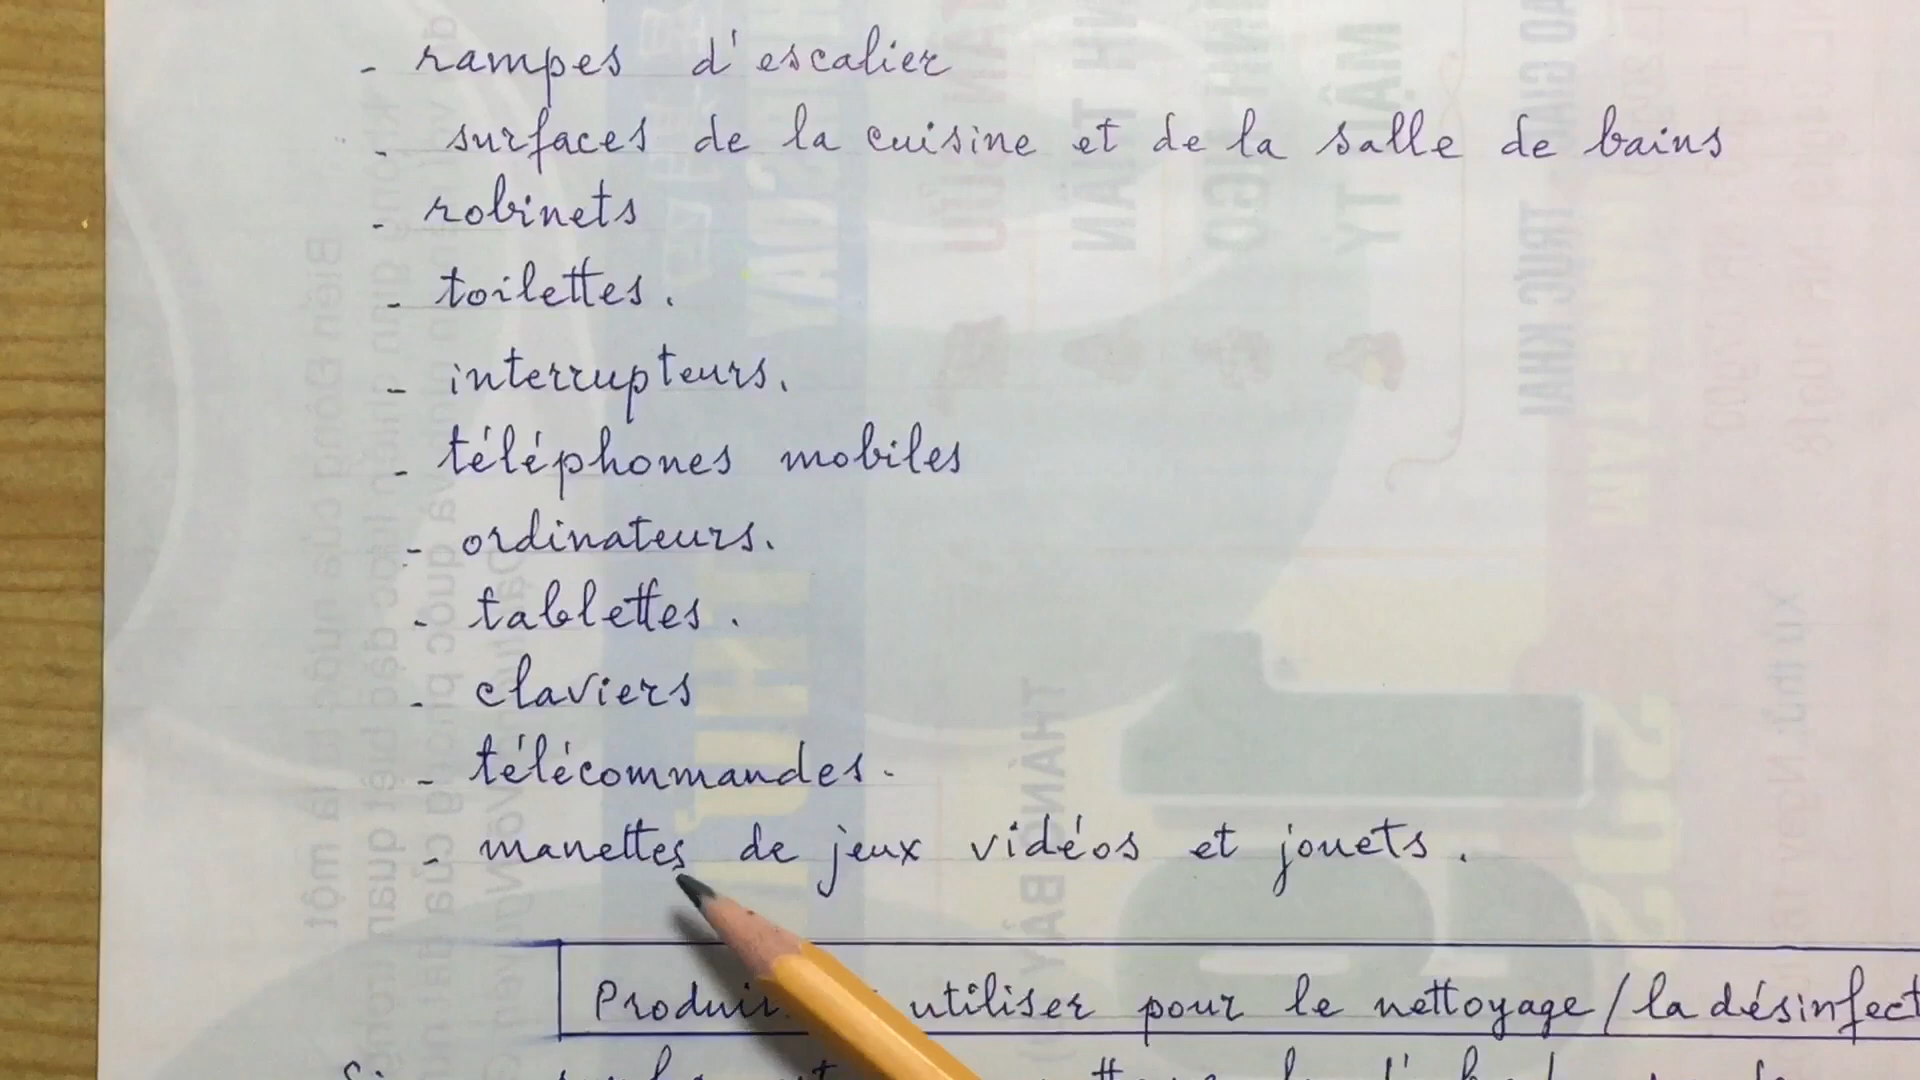 - rampes d'escalier
- surfaces de la cuisine et de la salle de bains
- robinets
- toilettes.
- interrupteurs.
- téléphones mobiles
- ordinateurs.
- tablettes.
- claviers
- télécommandes.
- manettes de jeux vidéos et jouets.
utiliser pour le nettoyage / la désinfect